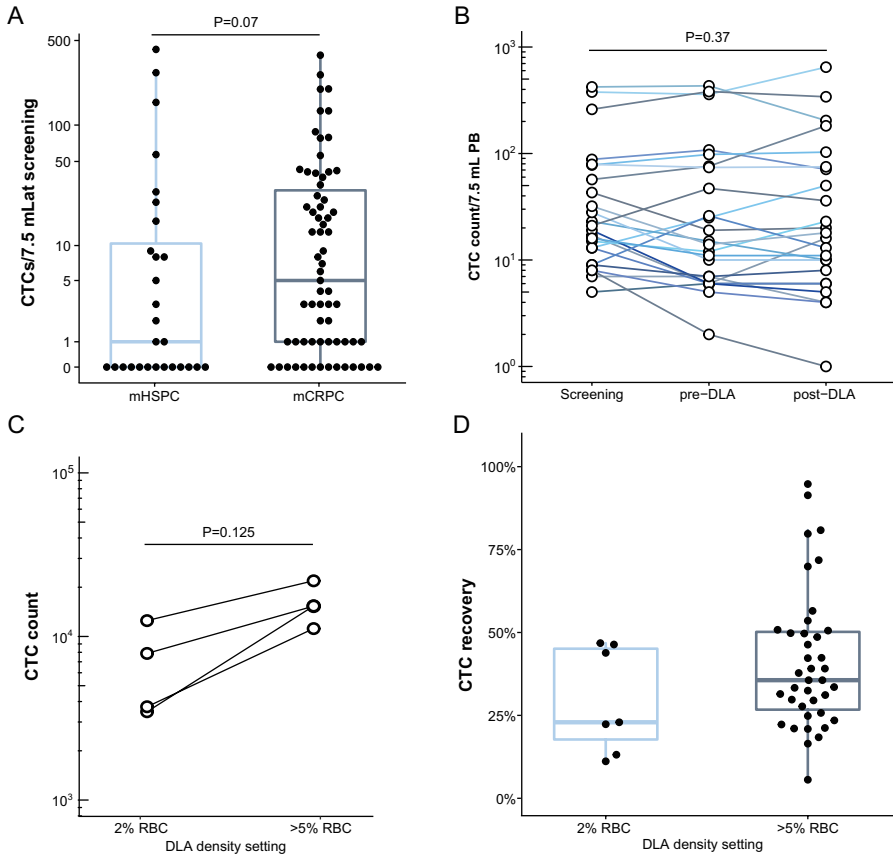 A
P=0.07
CTCs/7.5 mLat screening
500
100
50
10
5
1
0
mHSPC
mCRPC
B
P=0.37
CTC count/7.5 mL PB
10³
10²
10¹
10⁰
Screening
pre−DLA
post−DLA
C
P=0.125
CTC count
10⁵
10⁴
10³
2% RBC
>5% RBC
DLA density setting
D
CTC recovery
100%
75%
50%
25%
0%
2% RBC
>5% RBC
DLA density setting